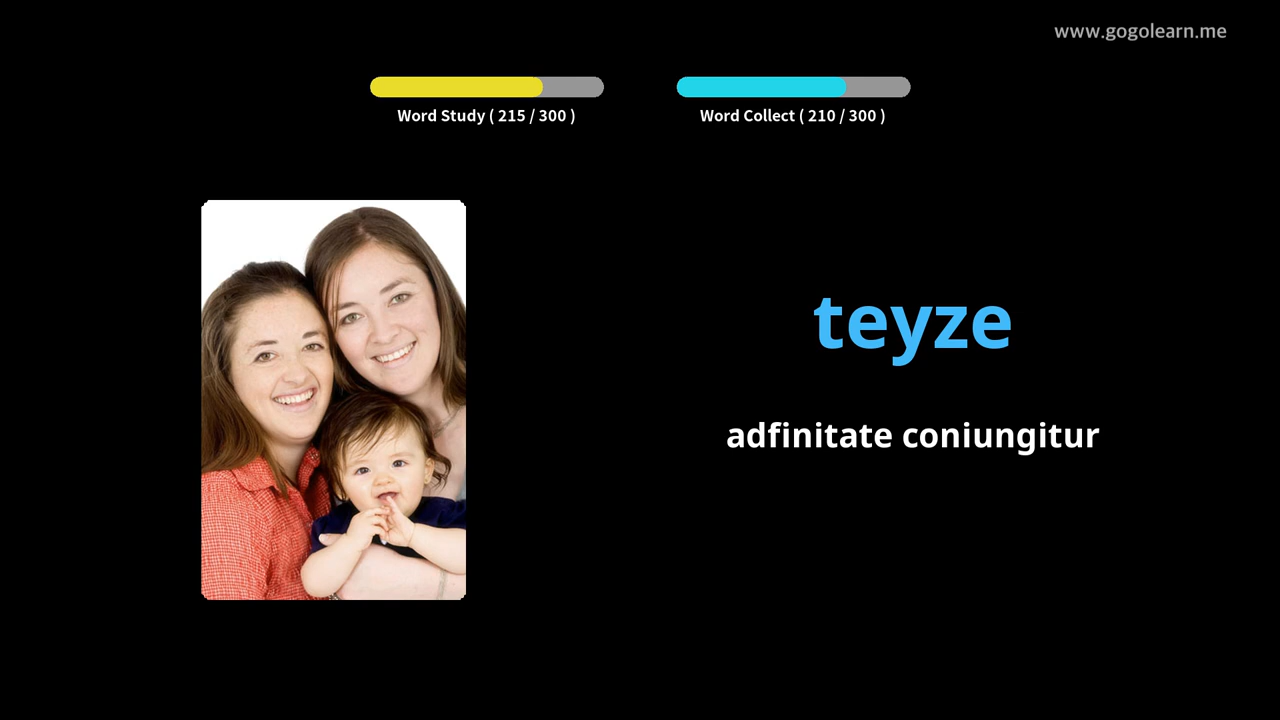 www.gogolearn.me
Word Study ( 215 / 300 )
Word Collect ( 210 / 300 )
teyze
adfinitate coniungitur